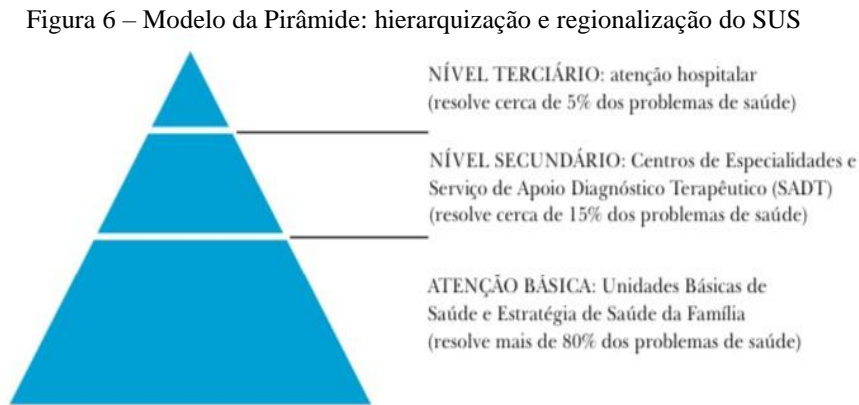 Figura 6 – Modelo da Pirâmide: hierarquização e regionalização do SUS
NÍVEL TERCIÁRIO: atenção hospitalar
(resolve cerca de 5% dos problemas de saúde)
NÍVEL SECUNDÁRIO: Centros de Especialidades e
Serviço de Apoio Diagnóstico Terapêutico (SADT)
(resolve cerca de 15% dos problemas de saúde)
ATENÇÃO BÁSICA: Unidades Básicas de
Saúde e Estratégia de Saúde da Família
(resolve mais de 80% dos problemas de saúde)